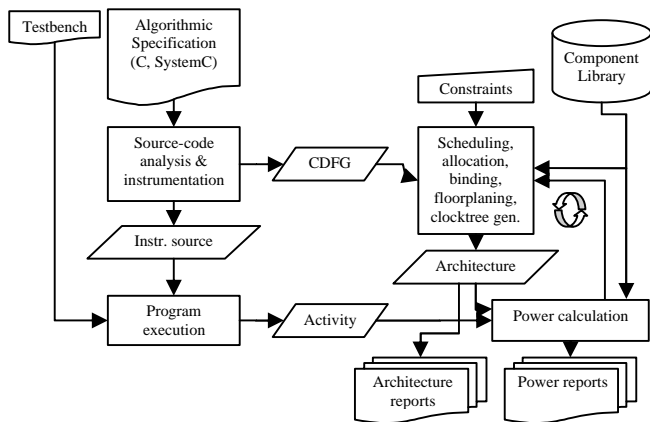 Testbench
Algorithmic
Specification
(C, SystemC)
Component
Library
Constraints
Source-code
analysis &
instrumentation
CDFG
Scheduling,
allocation,
binding,
floorplaning,
clocktree gen.
Instr. source
Architecture
Program
execution
Activity
Power calculation
Architecture
reports
Power reports